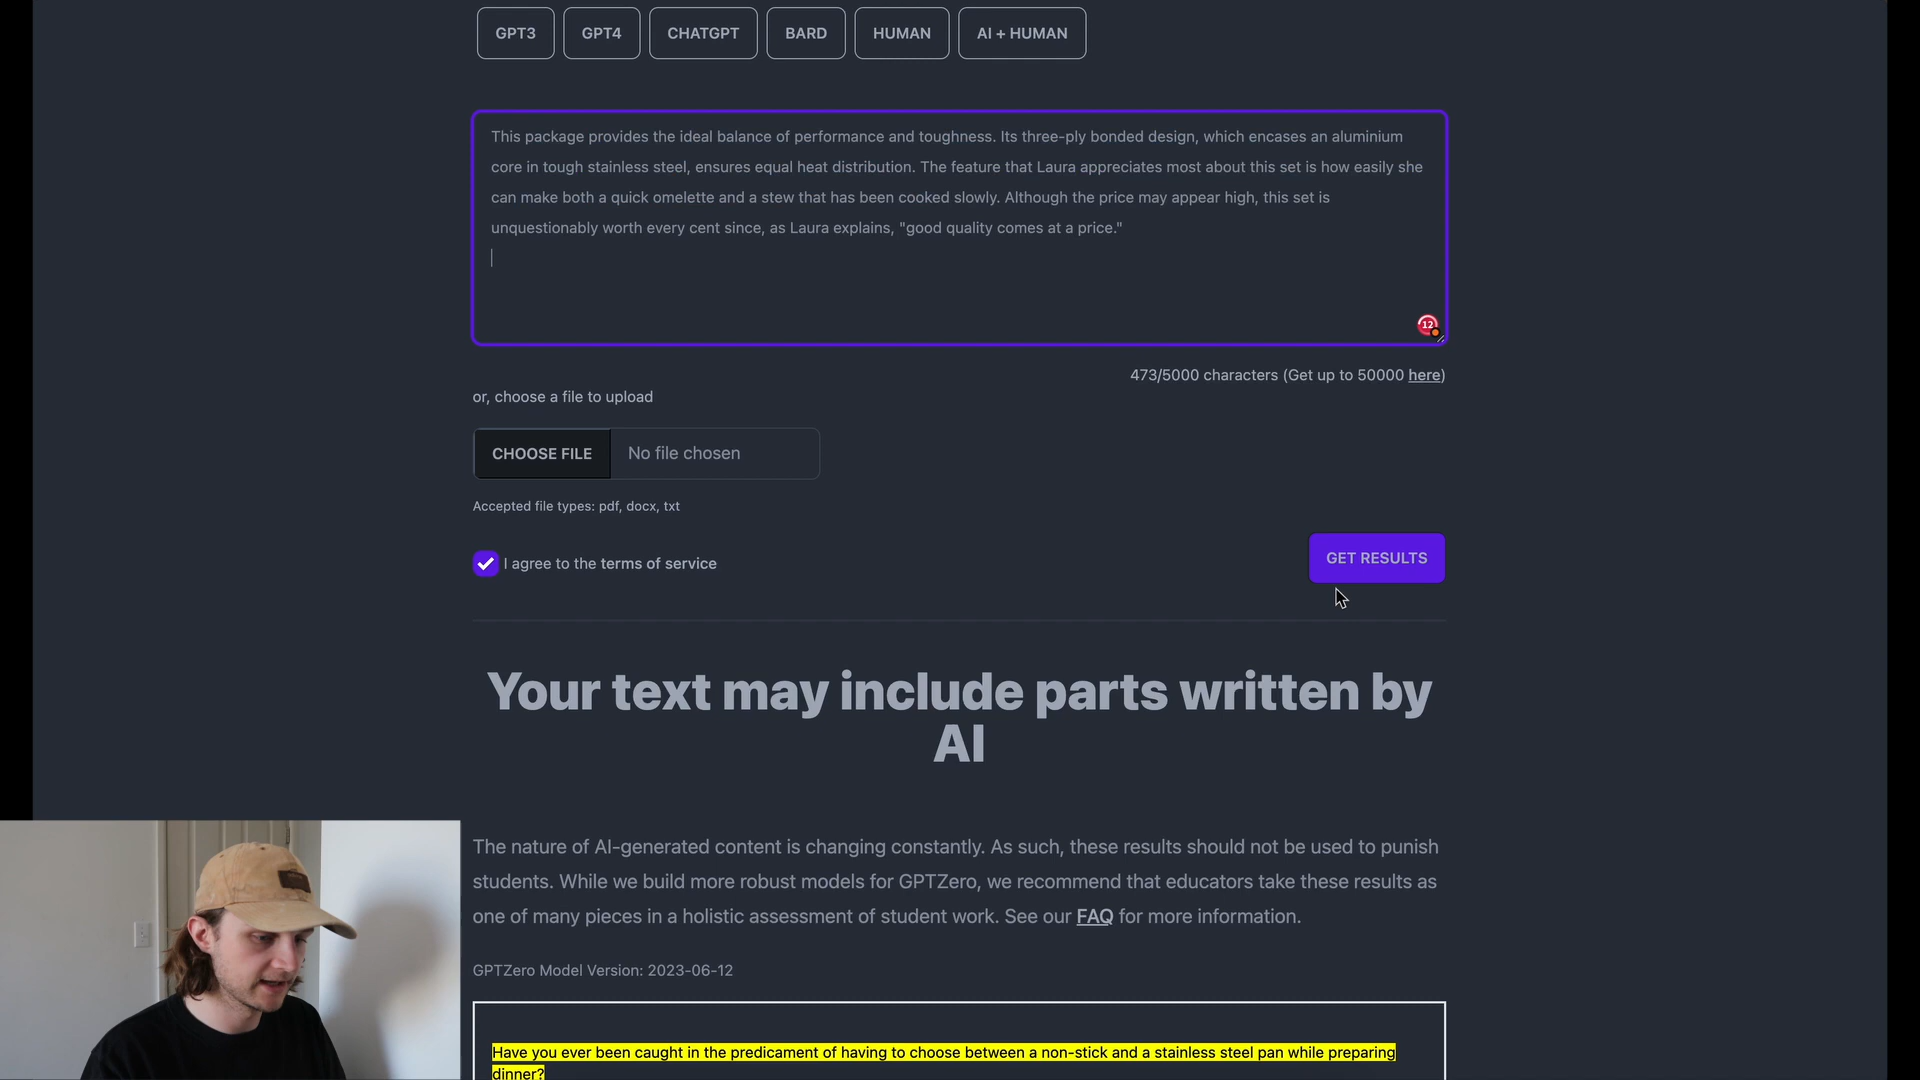 GPT3 GPT4 CHATGPT BARD HUMAN AI + HUMAN
This package provides the ideal balance of performance and toughness. Its three-ply bonded design, which encases an aluminium
core in tough stainless steel, ensures equal heat distribution. The feature that Laura appreciates most about this set is how easily she
can make both a quick omelette and a stew that has been cooked slowly. Although the price may appear high, this set is
unquestionably worth every cent since, as Laura explains, "good quality comes at a price."
12
473/5000 characters (Get up to 50000 here)
or, choose a file to upload
CHOOSE FILE No file chosen
Accepted file types: pdf, docx, txt
I agree to the terms of service
GET RESULTS
Your text may include parts written by
AI
The nature of AI-generated content is changing constantly. As such, these results should not be used to punish
students. While we build more robust models for GPTZero, we recommend that educators take these results as
one of many pieces in a holistic assessment of student work. See our FAQ for more information.
GPTZero Model Version: 2023-06-12
Have you ever been caught in the predicament of having to choose between a non-stick and a stainless steel pan while preparing
dinner?